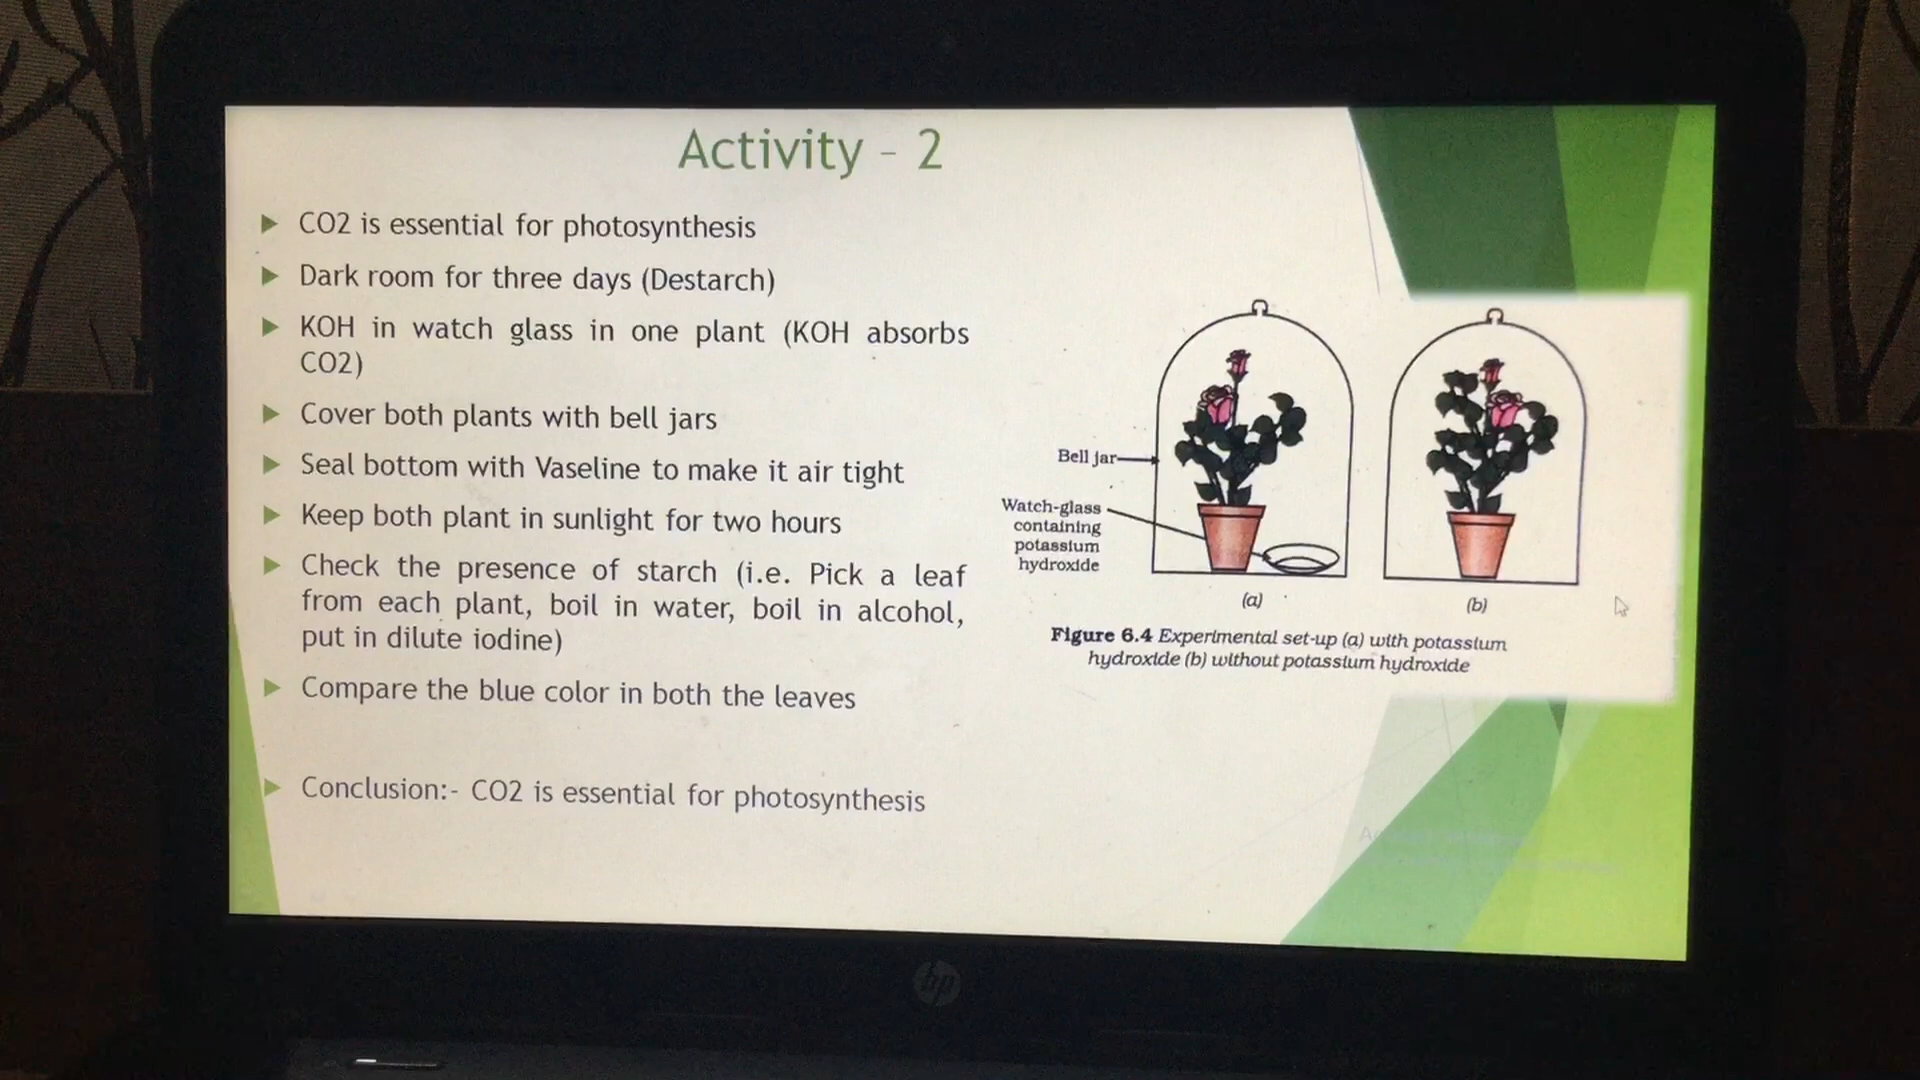 Activity - 2
CO2 is essential for photosynthesis
Dark room for three days (Destarch)
KOH in watch glass in one plant (KOH absorbs
CO2)
Cover both plants with bell jars
Seal bottom with Vaseline to make it air tight
Keep both plant in sunlight for two hours
Check the presence of starch (i.e. Pick a leaf
from each plant, boil in water, boil in alcohol,
put in dilute iodine)
Compare the blue color in both the leaves
Conclusion:- CO2 is essential for photosynthesis
Bell jar
Watch-glass
containing
potassium
hydroxide
(a)
(b)
Figure 6.4 Experimental set-up (a) with potassium
hydroxide (b) without potassium hydroxide
hp